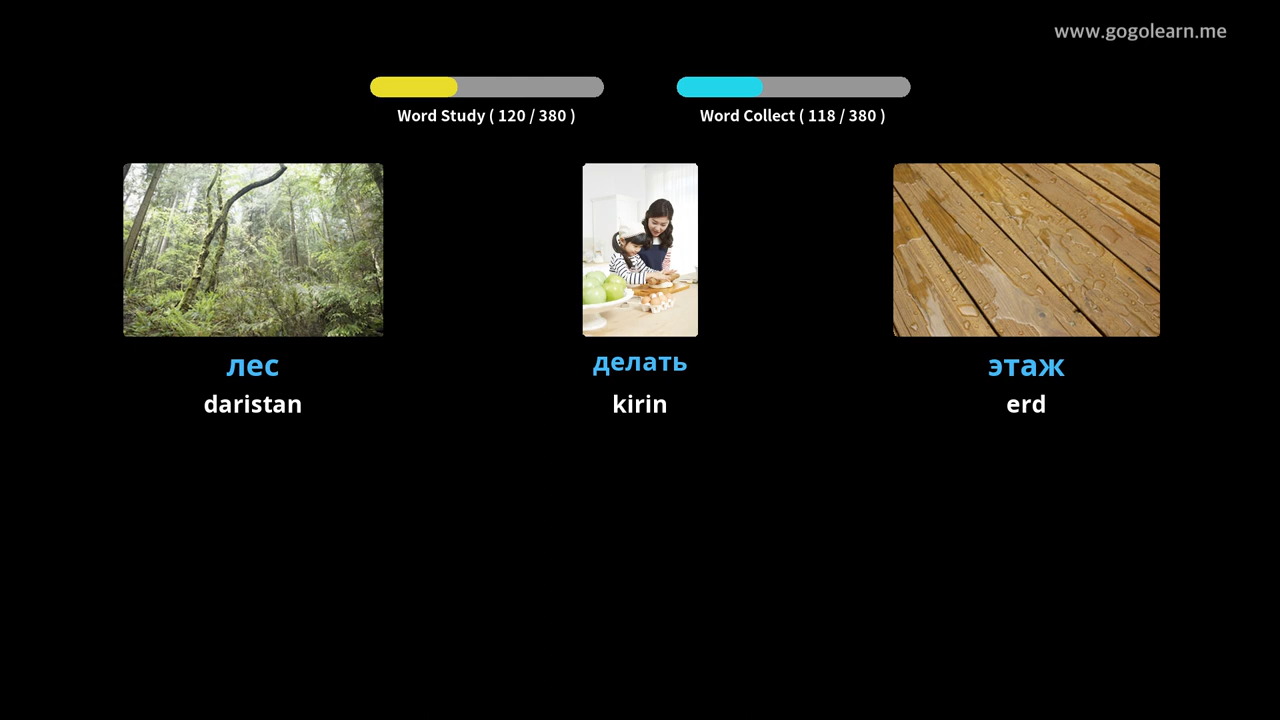 www.gogolearn.me
Word Study ( 120 / 380 )
Word Collect ( 118 / 380 )
лес
делать
этаж
daristan
kirin
erd